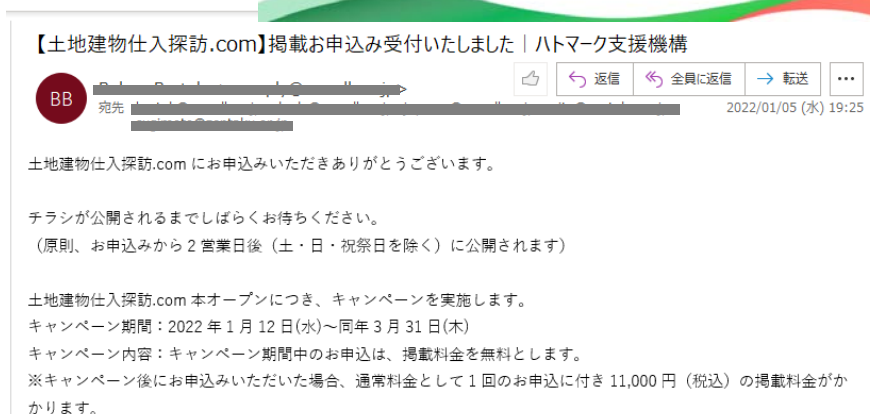 【土地建物仕入探訪.com】掲載お申込み受付いたしました｜ハトマーク支援機構
BB
返信
全員に返信
転送
宛先
2022/01/05 (水) 19:25
土地建物仕入探訪.com にお申込みいただきありがとうございます。
チラシが公開されるまでしばらくお待ちください。
（原則、お申込みから 2 営業日後（土・日・祝祭日を除く）に公開されます）
土地建物仕入探訪.com 本オープンにつき、キャンペーンを実施します。
キャンペーン期間：2022 年 1 月 12 日(水)～同年 3 月 31 日(木)
キャンペーン内容：キャンペーン期間中のお申込は、掲載料金を無料とします。
※キャンペーン後にお申込みいただいた場合、通常料金として 1 回のお申込に付き 11,000 円（税込）の掲載料金がか
かります。